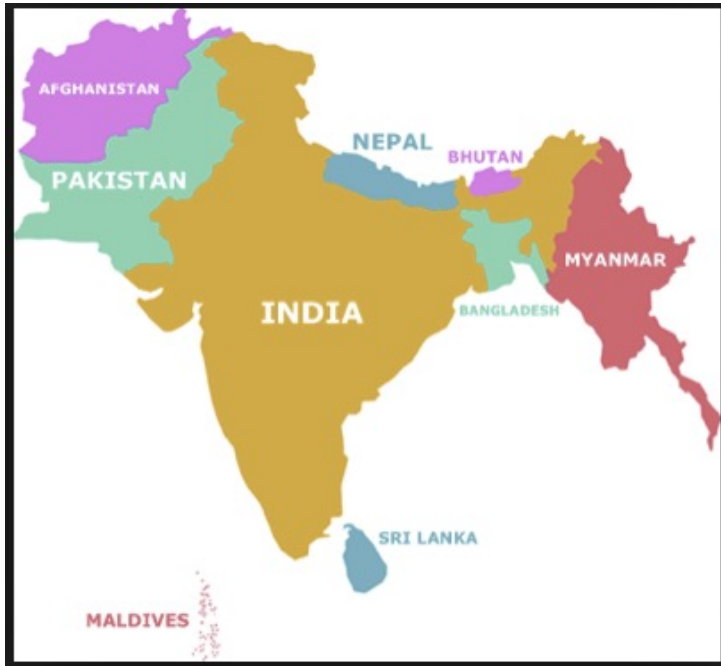 AFGHANISTAN
NEPAL
BHUTAN
PAKISTAN
MYANMAR
INDIA
BANGLADESH
SRI LANKA
MALDIVES